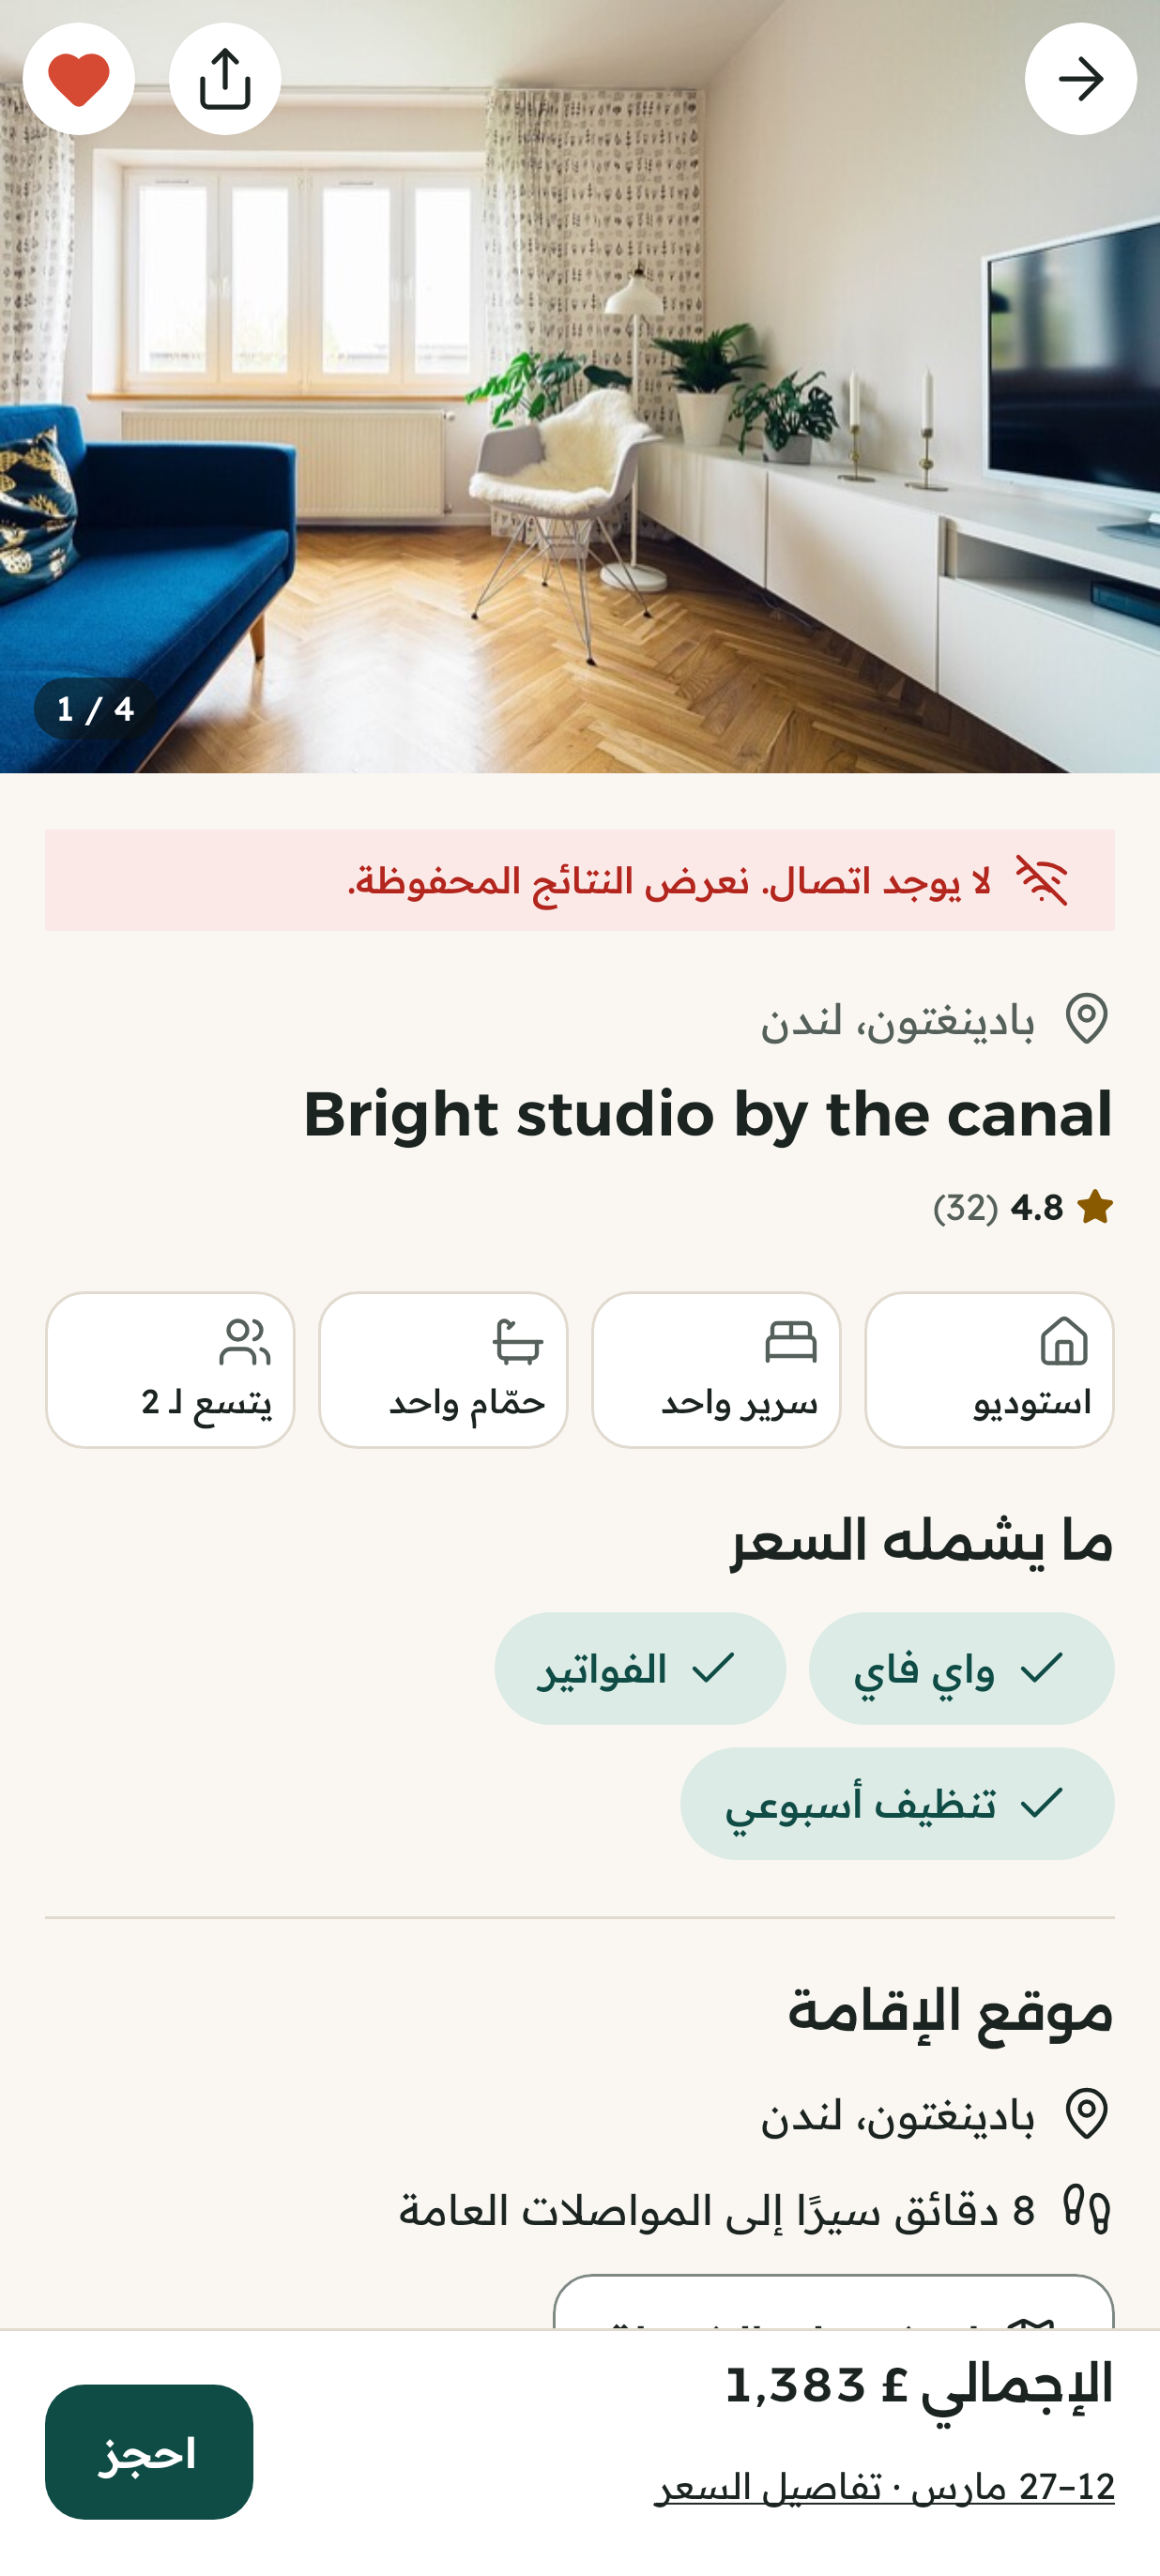 1 / 4
لا يوجد اتصال. نعرض النتائج المحفوظة.
بادينغتون، لندن
Bright studio by the canal
4.8 (32)
استوديو
سرير واحد
حمّام واحد
يتسع لـ 2
ما يشمله السعر
واي فاي
الفواتير
تنظيف أسبوعي
موقع الإقامة
بادينغتون، لندن
8 دقائق سيرًا إلى المواصلات العامة
الإجمالي £ 1,383
12–27 مارس · تفاصيل السعر
احجز